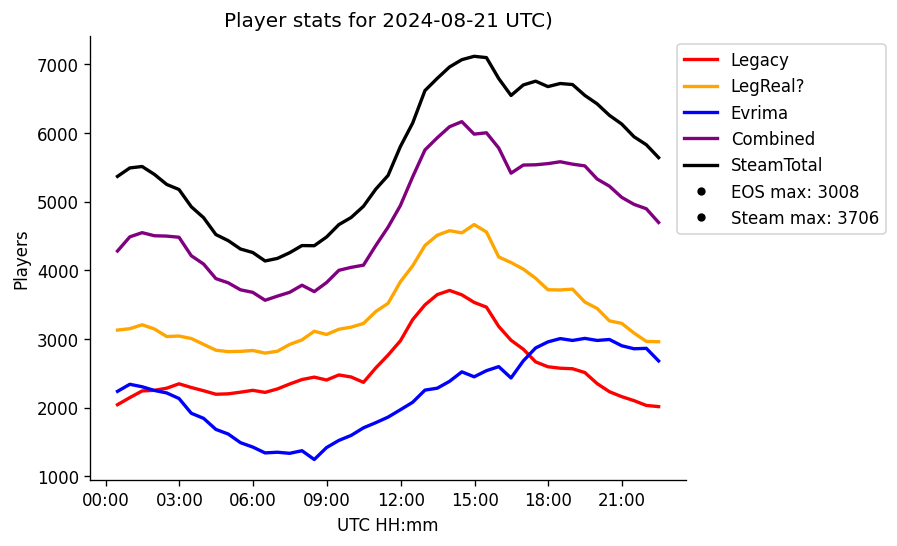 Player stats for 2024-08-21 UTC)
Legacy
LegReal?
Evrima
Combined
SteamTotal
EOS max: 3008
Steam max: 3706
Players
7000
6000
5000
4000
3000
2000
1000
00:00 03:00 06:00 09:00 12:00 15:00 18:00 21:00
UTC HH:mm